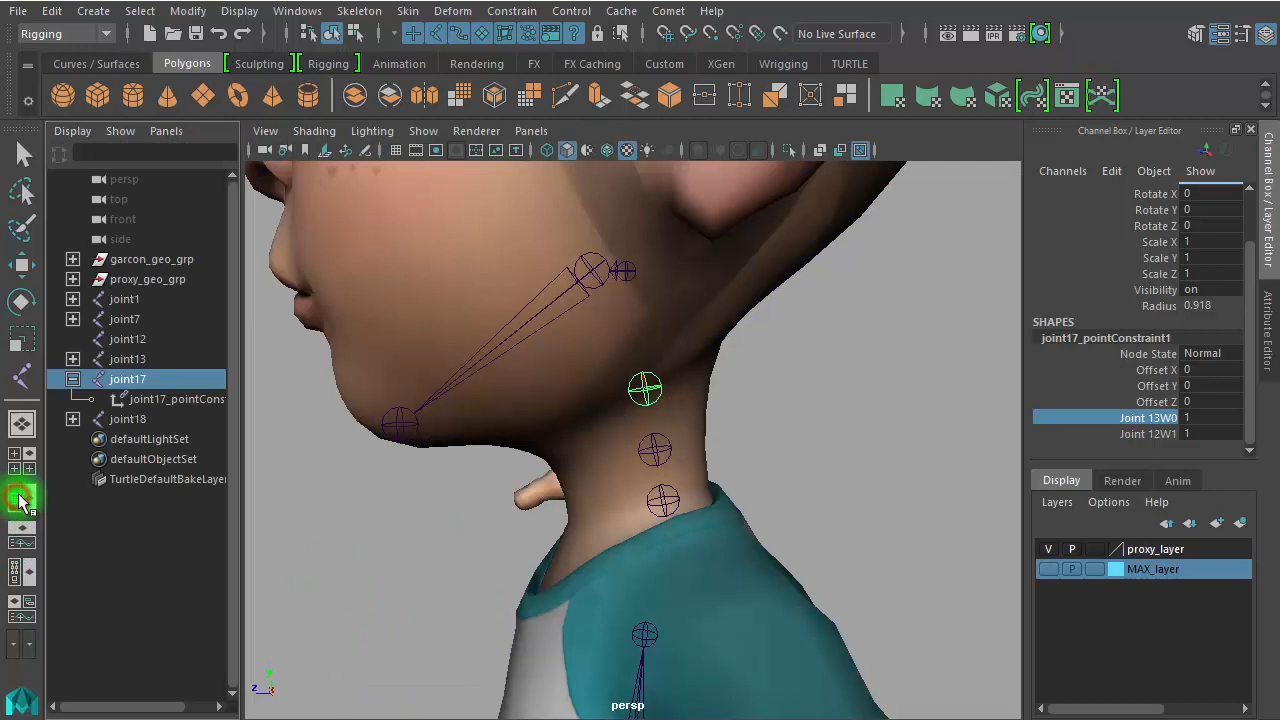 File Edit Create Select Modify Display Windows Skeleton Skin Deform Constrain Control Cache Comet Help
Rigging No Live Surface
Curves / Surfaces Polygons Sculpting Rigging Animation Rendering FX FX Caching Custom XGen Wrigging TURTLE
Display Show Panels
View Shading Lighting Show Renderer Panels
persp
top
front
side
garcon_geo_grp
proxy_geo_grp
joint1
joint7
joint12
joint13
joint17
joint17_pointCons
joint18
defaultLightSet
defaultObjectSet
TurtleDefaultBakeLayer
z
persp
Channel Box / Layer Editor
Channels Edit Object Show
Rotate X 0
Rotate Y 0
Rotate Z 0
Scale X 1
Scale Y 1
Scale Z 1
Visibility on
Radius 0.918
SHAPES
joint17_pointConstraint1
Node State Normal
Offset X 0
Offset Y 0
Offset Z 0
Joint 13W0 1
Joint 12W1 1
Display Render Anim
Layers Options Help
V P proxy_layer
P MAX_layer
Channel Box / Layer Editor
Attribute Editor